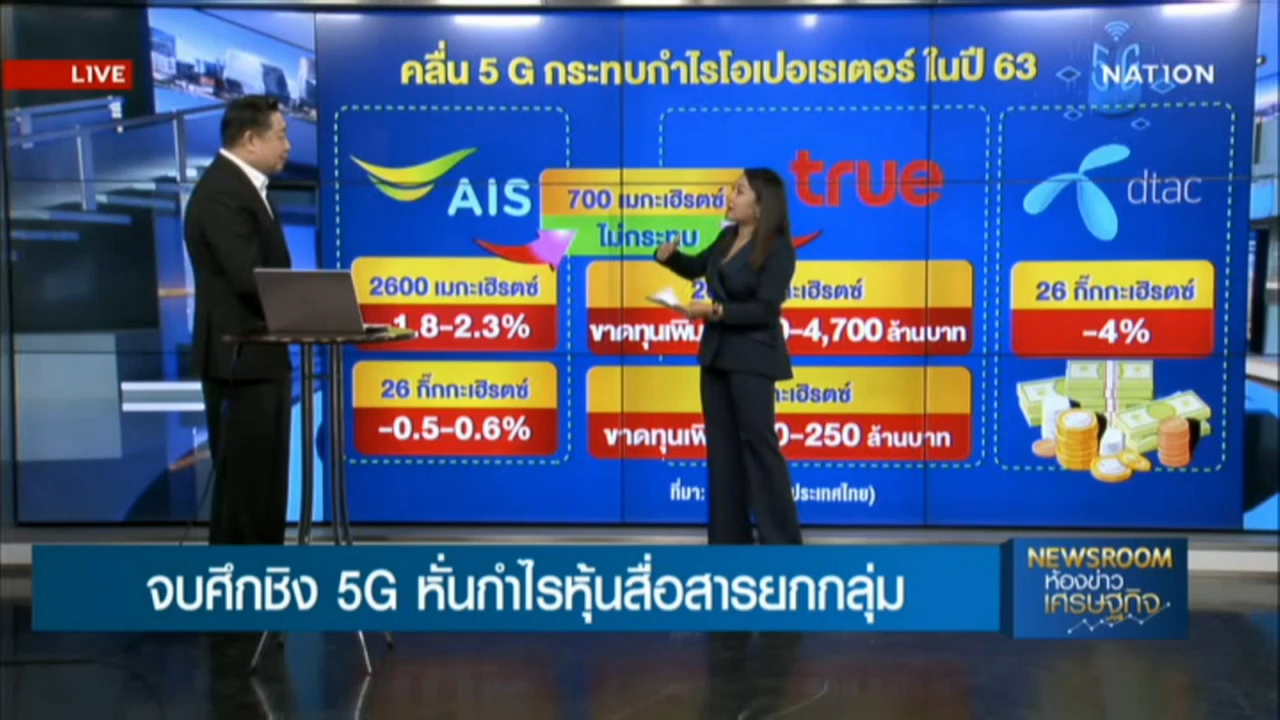 LIVE
คลื่น 5 G กระทบกำไรโอเปอเรเตอร์ ในปี 63
5G
NATION
AIS
700 เมกะเฮิรตซ์
ไม่กระทบ
true
dtac
2600 เมกะเฮิรตซ์
-1.8-2.3%
26 กิ๊กกะเฮิรตซ์
-0.5-0.6%
ะเฮิรตซ์
ขาดทุนเพิ่ม
0-4,700 ล้านบาท
ะเฮิรตซ์
0-250 ล้านบาท
26 กิ๊กกะเฮิรตซ์
-4%
ที่มา:
ประเทศไทย)
จบศึกชิง 5G หั่นกำไรหุ้นสื่อสารยกกลุ่ม
NEWSROOM
ห้องข่าว
เศรษฐกิจ